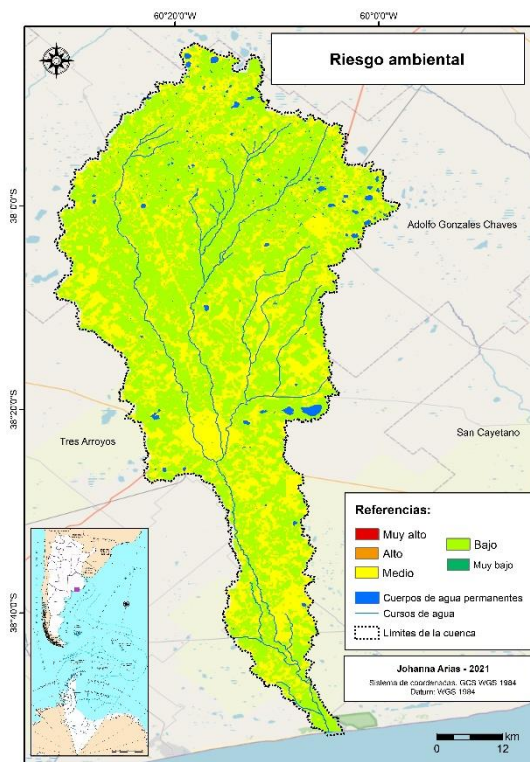 60°20'0"O
60°0'0"O
Riesgo ambiental
38°0'0"S
Adolfo Gonzales Chaves
38°20'0"S
Tres Arroyos
San Cayetano
38°40'0"S
Referencias:
Muy alto
Alto
Medio
Bajo
Muy bajo
Cuerpos de agua permanentes
Cursos de agua
Límites de la cuenca
Johanna Arias - 2021
Sistema de coordenadas: GCS WGS 1984
Datum: WGS 1984
km
0 12